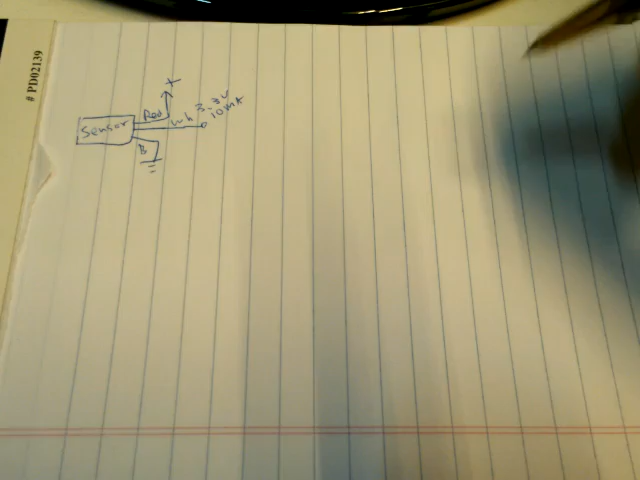 # PD02139
+
Red
3.3V
10mA
wh
Sensor
B